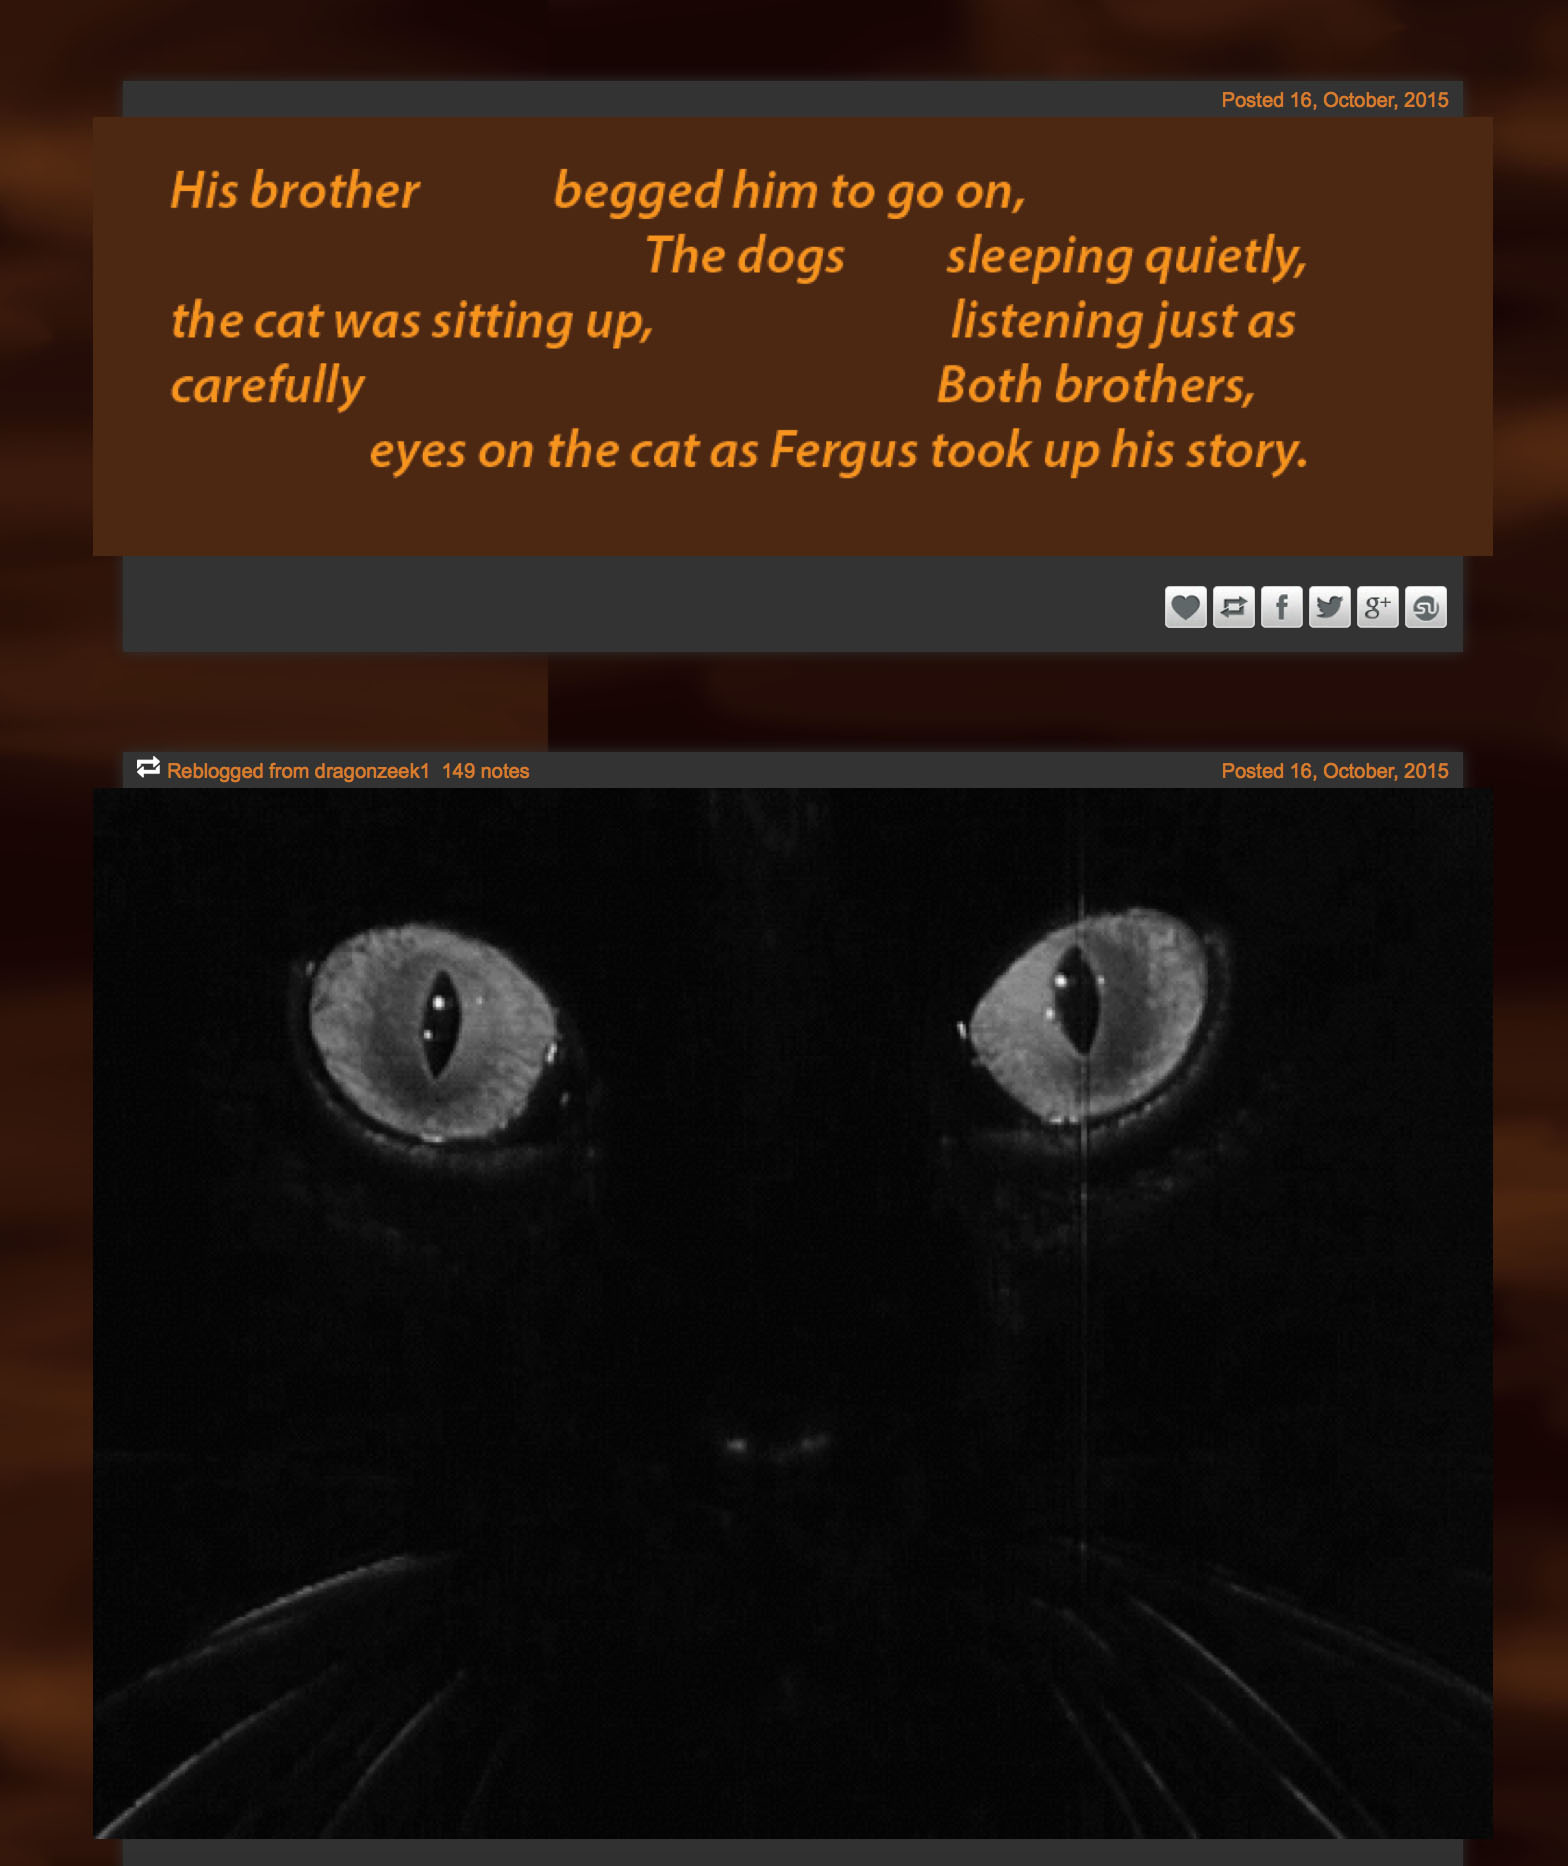 Posted 16, October, 2015
His brother begged him to go on,
The dogs sleeping quietly,
the cat was sitting up, listening just as
carefully Both brothers,
eyes on the cat as Fergus took up his story.
f g+ SU
Reblogged from dragonzeek1 149 notes Posted 16, October, 2015